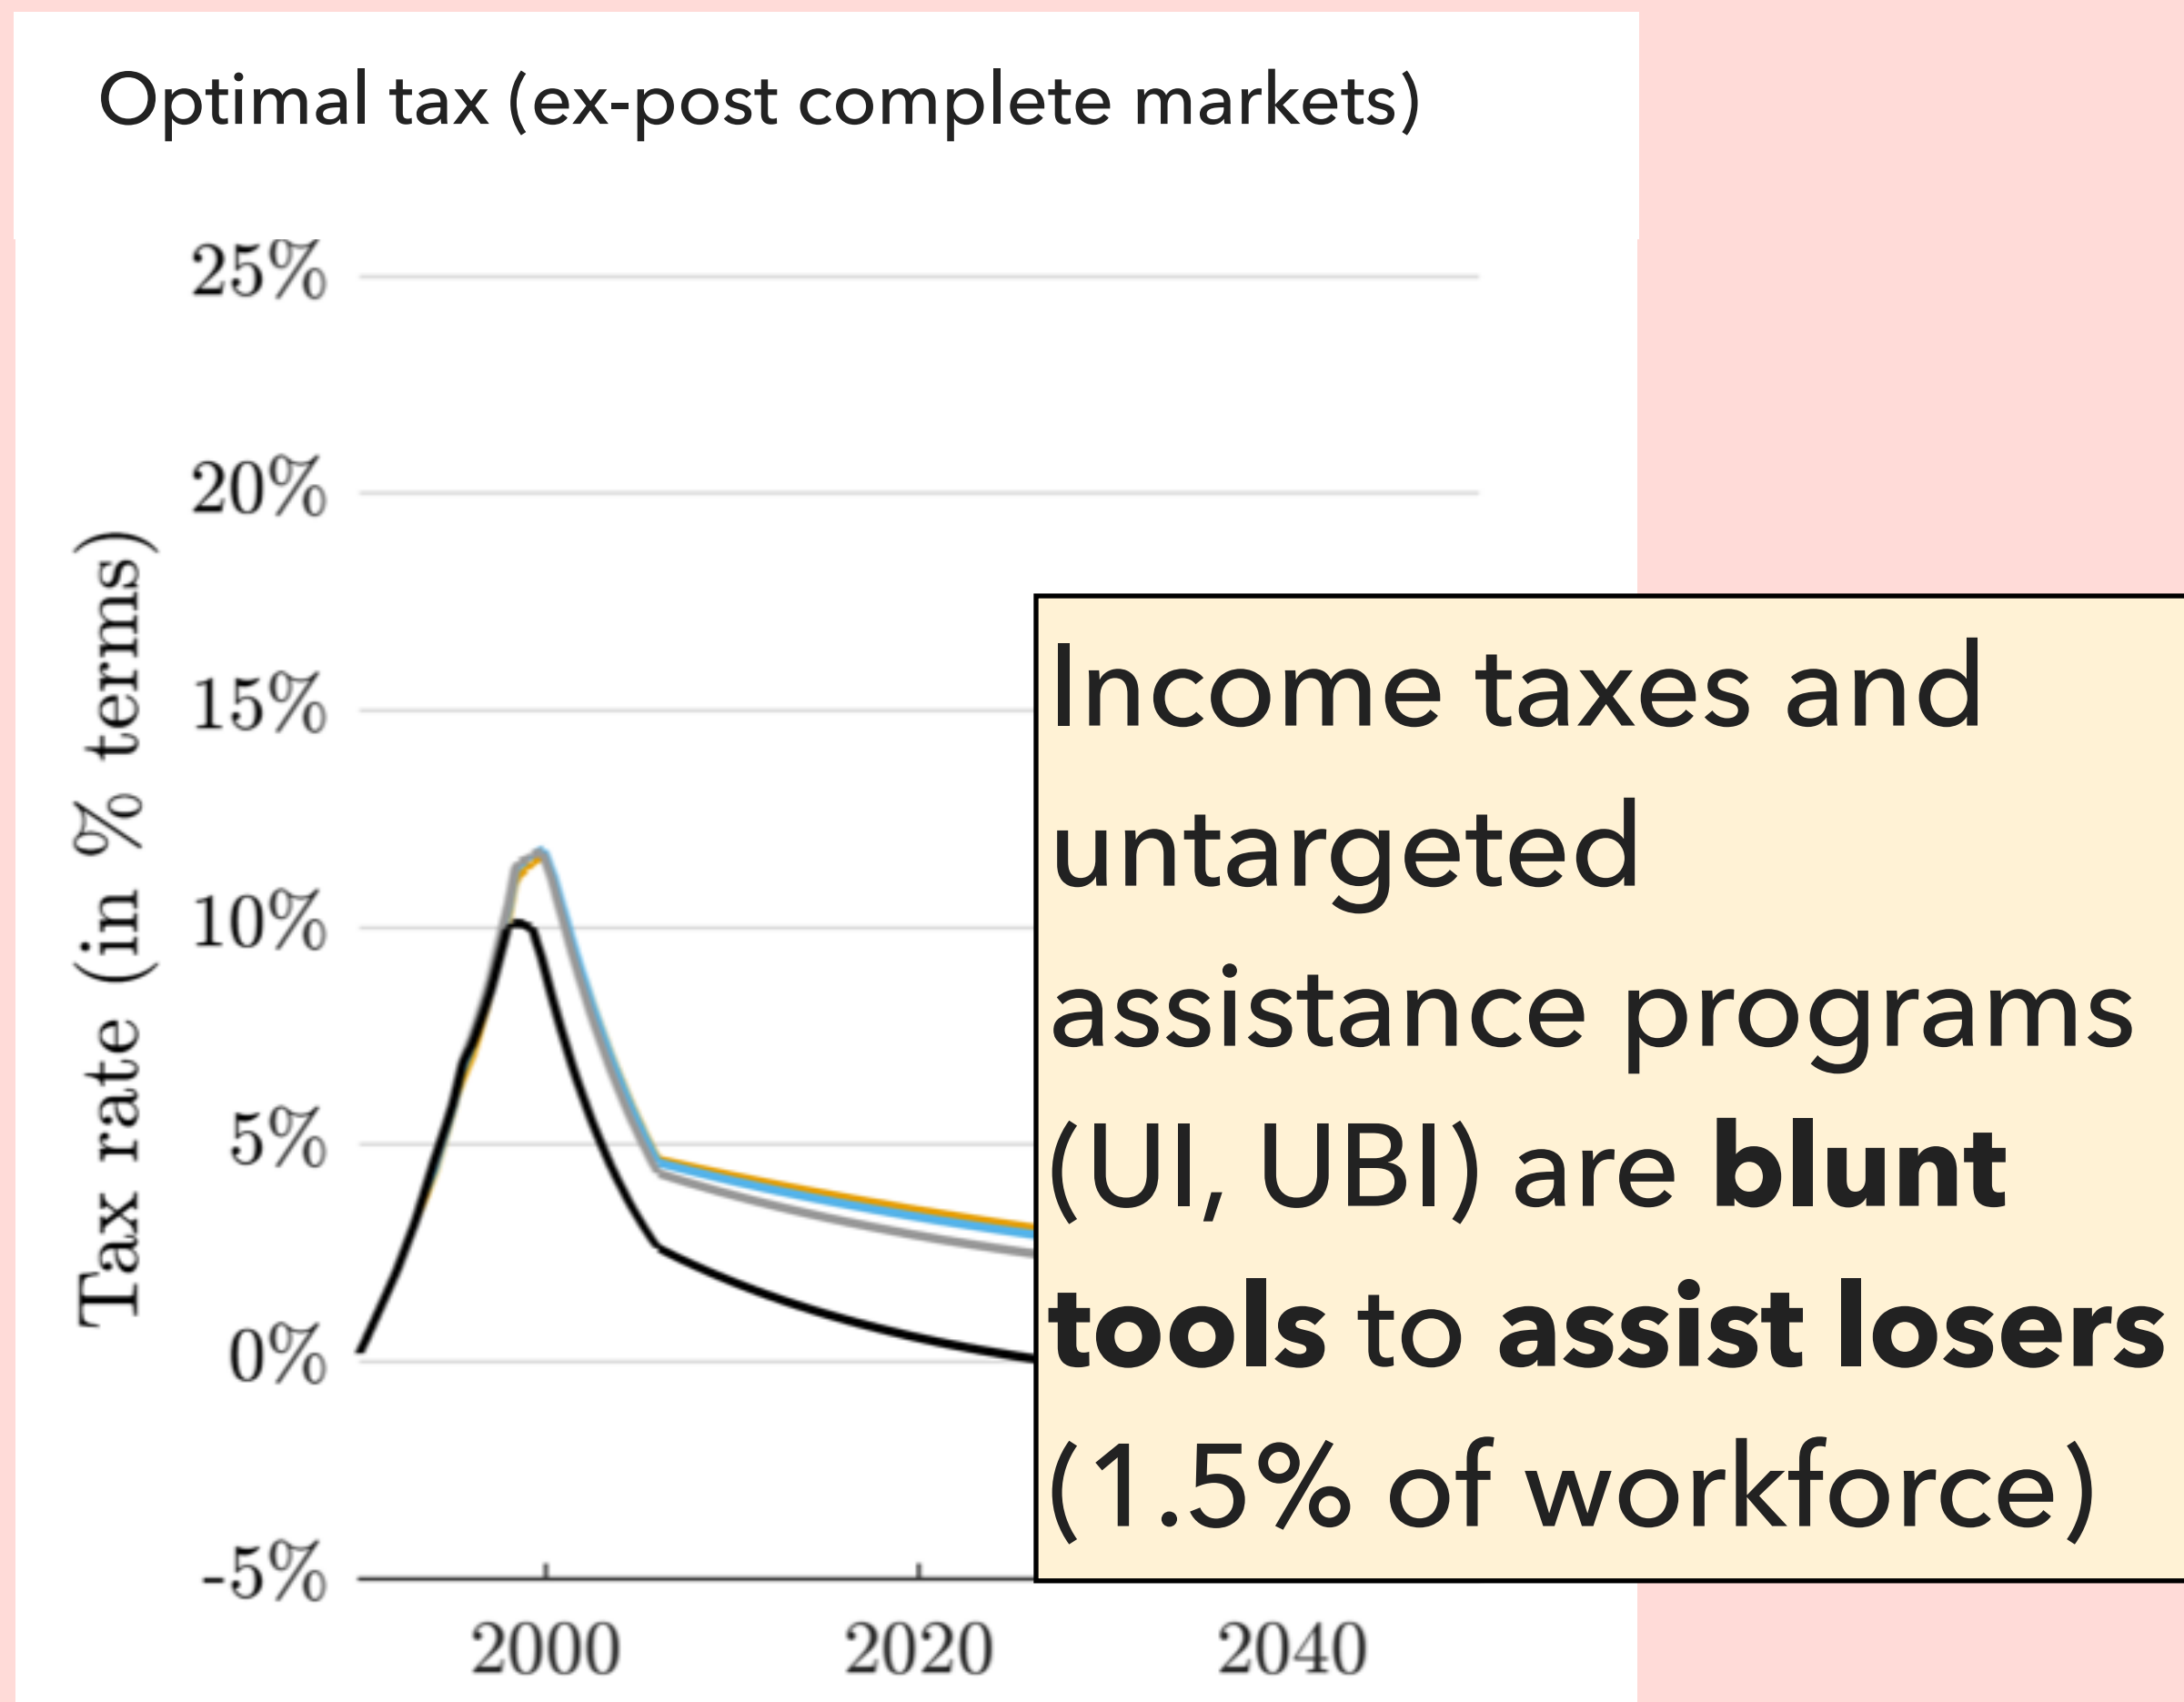 Optimal tax (ex-post complete markets)
Tax rate (in % terms)
25%
20%
15%
10%
5%
0%
-5%
2000
2020
2040
Income taxes and
untargeted
assistance programs
(UI, UBI) are blunt
tools to assist losers
(1.5% of workforce)